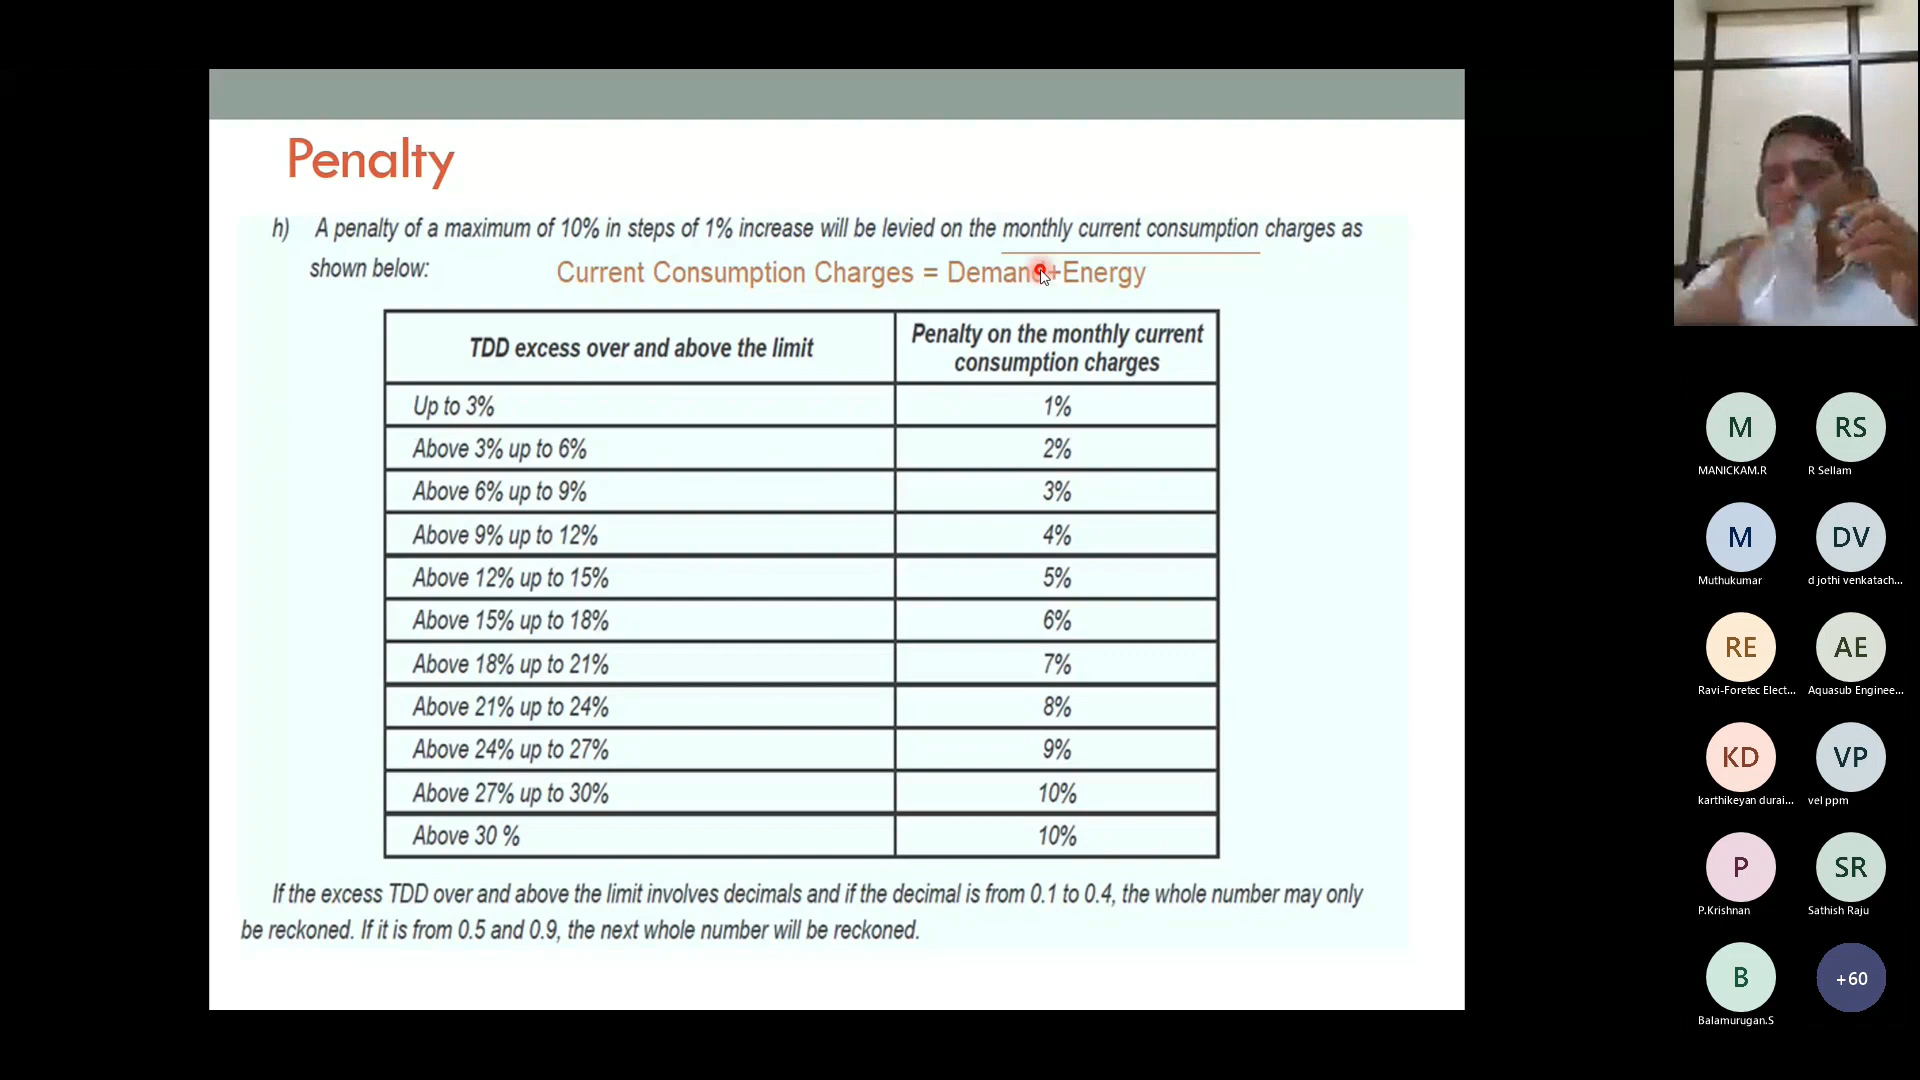 Penalty
h) A penalty of a maximum of 10% in steps of 1% increase will be levied on the monthly current consumption charges as
shown below:
Current Consumption Charges = Demand+Energy
TDD excess over and above the limit
Penalty on the monthly current
consumption charges
Up to 3% 1%
Above 3% up to 6% 2%
Above 6% up to 9% 3%
Above 9% up to 12% 4%
Above 12% up to 15% 5%
Above 15% up to 18% 6%
Above 18% up to 21% 7%
Above 21% up to 24% 8%
Above 24% up to 27% 9%
Above 27% up to 30% 10%
Above 30 % 10%
If the excess TDD over and above the limit involves decimals and if the decimal is from 0.1 to 0.4, the whole number may only
be reckoned. If it is from 0.5 and 0.9, the next whole number will be reckoned.
M RS
MANICKAM.R R Sellam
M DV
Muthukumar d jothi venkatach...
RE AE
Ravi-Foretec Elect... Aquasub Enginee...
KD VP
karthikeyan durai... vel ppm
P SR
P.Krishnan Sathish Raju
B +60
Balamurugan.S